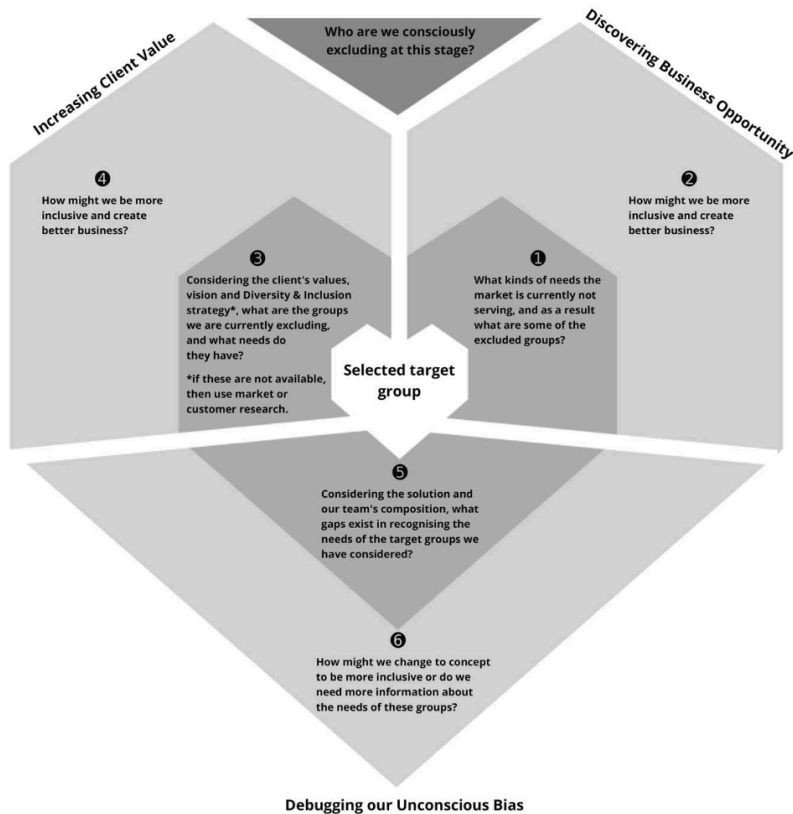 Who are we consciously
excluding at this stage?
Increasing Client Value
Discovering Business Opportunity
❹
How might we be more
inclusive and create
better business?
❷
How might we be more
inclusive and create
better business?
❸
Considering the client's values,
vision and Diversity & Inclusion
strategy*, what are the groups
we are currently excluding,
and what needs do
they have?
*if these are not available,
then use market or
customer research.
❶
What kinds of needs the
market is currently not
serving, and as a result
what are some of the
excluded groups?
Selected target
group
❺
Considering the solution and
our team's composition, what
gaps exist in recognising the
needs of the target groups we
have considered?
❻
How might we change to concept
to be more inclusive or do we
need more information about
the needs of these groups?
Debugging our Unconscious Bias